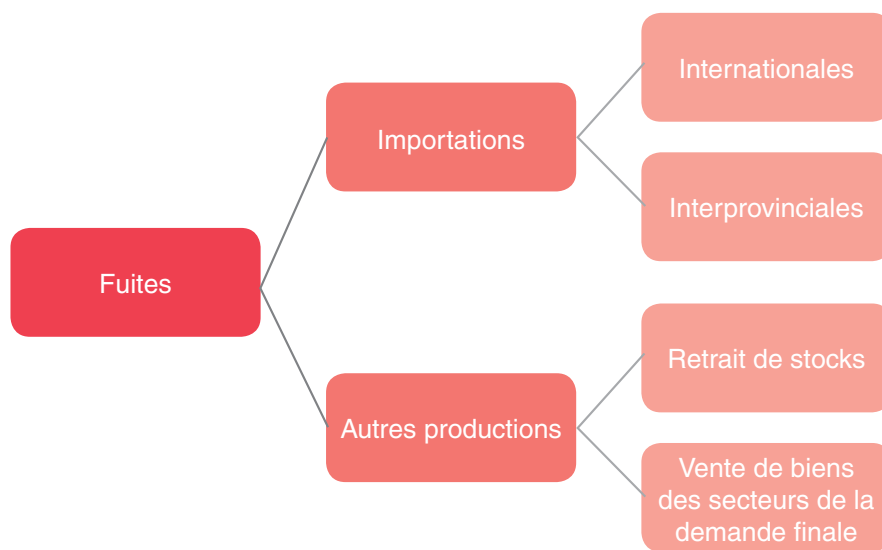 Fuites
Importations
Internationales
Interprovinciales
Autres productions
Retrait de stocks
Vente de biens
des secteurs de la
demande finale